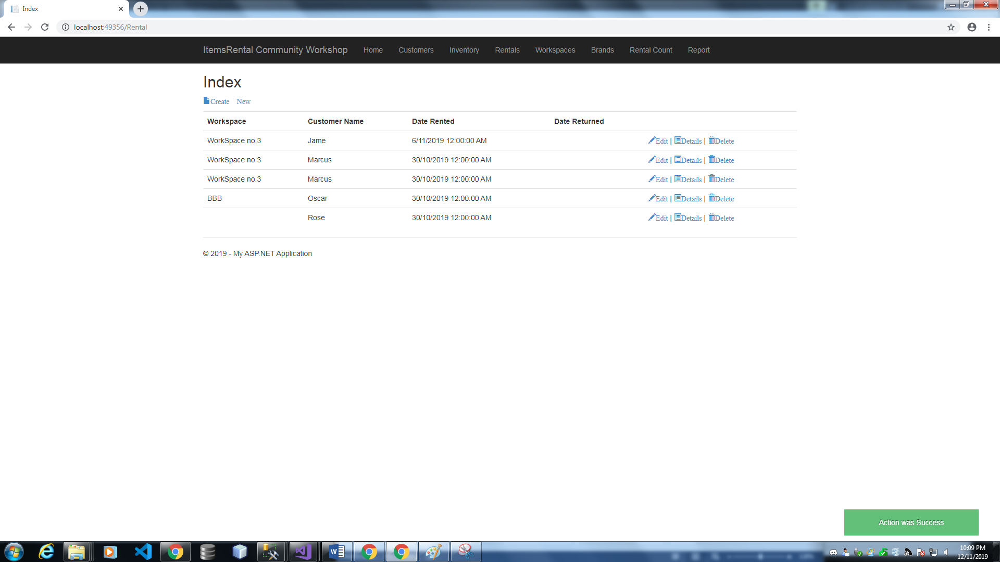 Index
localhost:49356/Rental
ItemsRental Community Workshop Home Customers Inventory Rentals Workspaces Brands Rental Count Report
Index
Create New
Workspace Customer Name Date Rented Date Returned
WorkSpace no.3 Jame 6/11/2019 12:00:00 AM Edit | Details | Delete
WorkSpace no.3 Marcus 30/10/2019 12:00:00 AM Edit | Details | Delete
WorkSpace no.3 Marcus 30/10/2019 12:00:00 AM Edit | Details | Delete
BBB Oscar 30/10/2019 12:00:00 AM Edit | Details | Delete
Rose 30/10/2019 12:00:00 AM Edit | Details | Delete
© 2019 - My ASP.NET Application
Action was Success
10:09 PM
12/11/2019